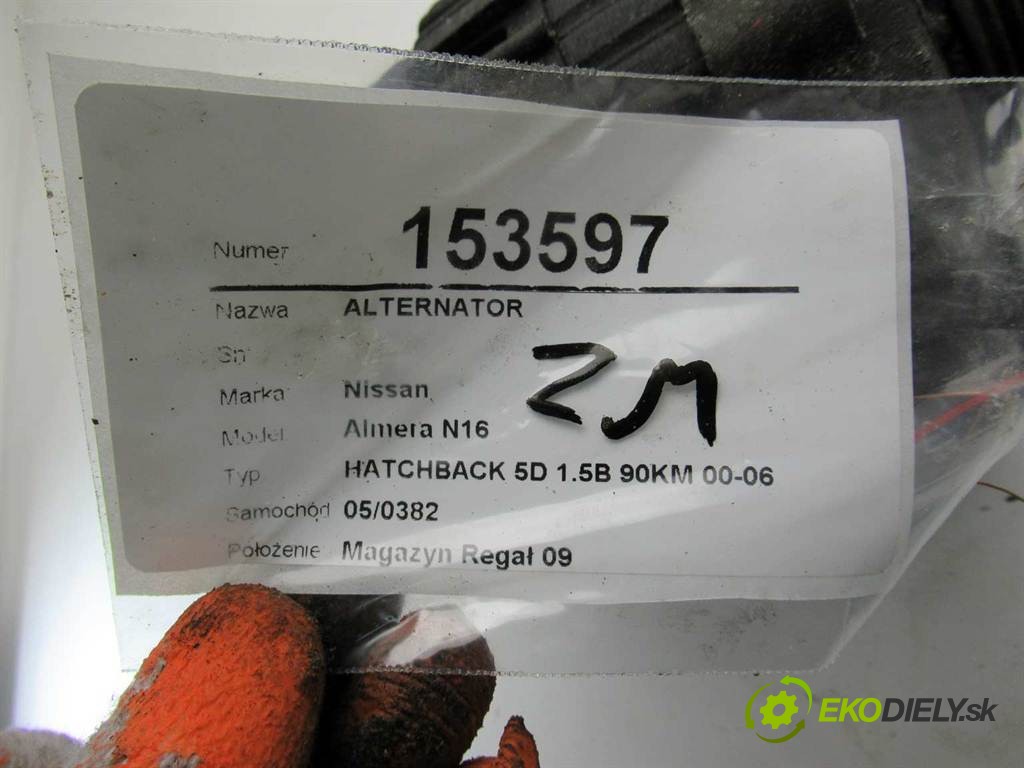 Numer 153597
Nazwa ALTERNATOR
Sn
Marka Nissan
Model Almera N16
Typ HATCHBACK 5D 1.5B 90KM 00-06
Samochód 05/0382
Położenie Magazyn Regał 09
EKODIELY.sk